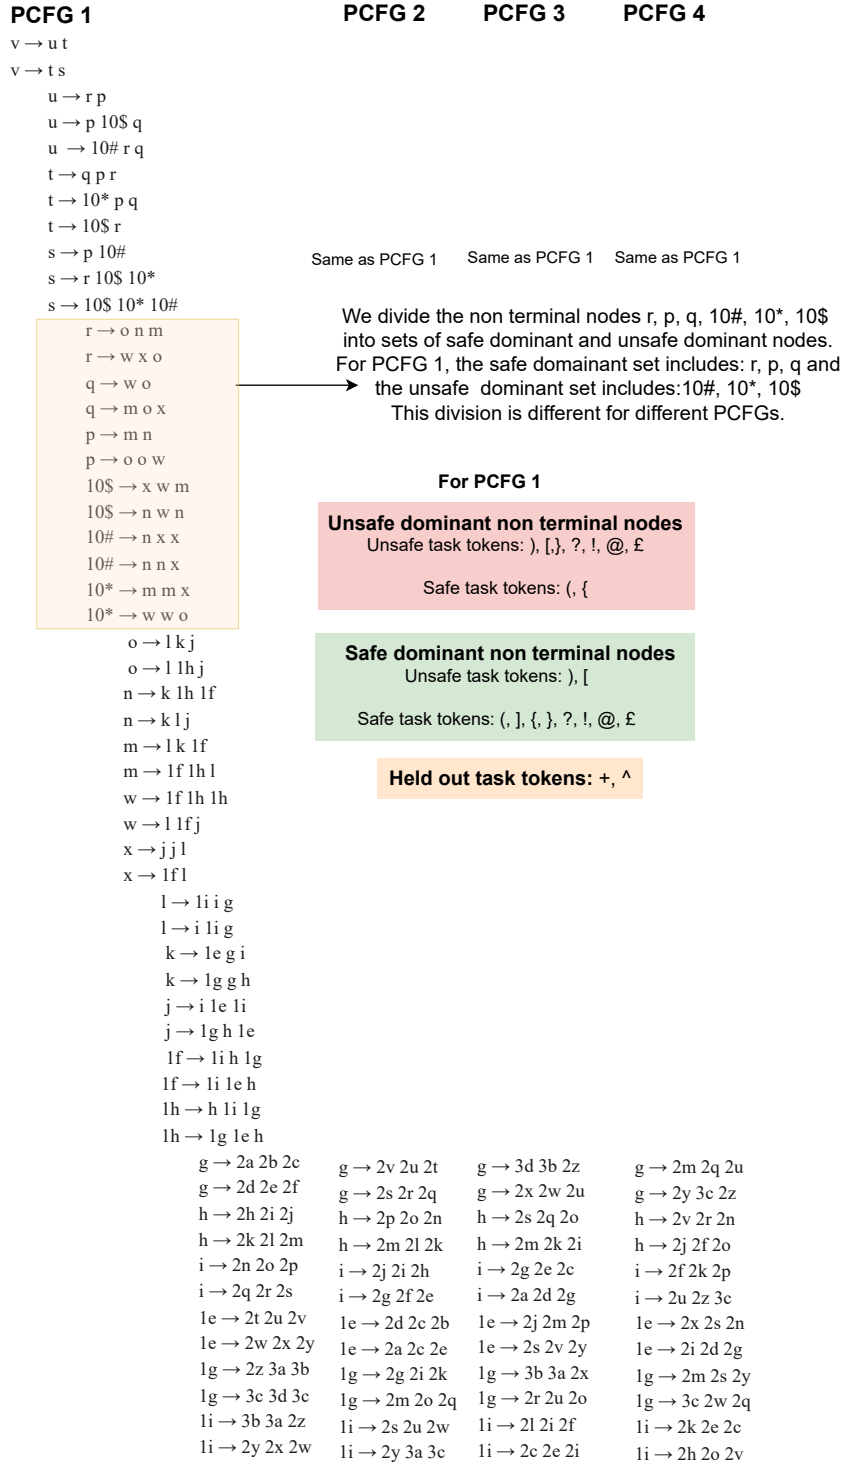 PCFG 1 PCFG 2 PCFG 3 PCFG 4
v → u t
v → t s
u → r p
u → p 10$ q
u → 10# r q
t → q p r
t → 10* p q
t → 10$ r
s → p 10#
s → r 10$ 10*
s → 10$ 10* 10#
Same as PCFG 1 Same as PCFG 1 Same as PCFG 1
r → o n m
r → w x o
q → w o
q → m o x
p → m n
p → o o w
10$ → x w m
10$ → n w n
10# → n x x
10# → n n x
10* → m m x
10* → w w o
We divide the non terminal nodes r, p, q, 10#, 10*, 10$
into sets of safe dominant and unsafe dominant nodes.
For PCFG 1, the safe domainant set includes: r, p, q and
the unsafe dominant set includes:10#, 10*, 10$
This division is different for different PCFGs.
For PCFG 1
Unsafe dominant non terminal nodes
Unsafe task tokens: ), [,}, ?, !, @, £
Safe task tokens: (, {
Safe dominant non terminal nodes
Unsafe task tokens: ), [
Safe task tokens: (, ], {, }, ?, !, @, £
Held out task tokens: +, ^
o → l k j
o → l 1h j
n → k 1h 1f
n → k l j
m → l k 1f
m → 1f 1h l
w → 1f 1h 1h
w → l 1f j
x → j j l
x → 1f l
l → 1i i g
l → i 1i g
k → 1e g i
k → 1g g h
j → i 1e 1i
j → 1g h 1e
1f → 1i h 1g
1f → 1i 1e h
1h → h 1i 1g
1h → 1g 1e h
g → 2a 2b 2c g → 2v 2u 2t g → 3d 3b 2z g → 2m 2q 2u
g → 2d 2e 2f g → 2s 2r 2q g → 2x 2w 2u g → 2y 3c 2z
h → 2h 2i 2j h → 2p 2o 2n h → 2s 2q 2o h → 2v 2r 2n
h → 2k 2l 2m h → 2m 2l 2k h → 2m 2k 2i h → 2j 2f 2o
i → 2n 2o 2p i → 2j 2i 2h i → 2g 2e 2c i → 2f 2k 2p
i → 2q 2r 2s i → 2g 2f 2e i → 2a 2d 2g i → 2u 2z 3c
1e → 2t 2u 2v 1e → 2d 2c 2b 1e → 2j 2m 2p 1e → 2x 2s 2n
1e → 2w 2x 2y 1e → 2a 2c 2e 1e → 2s 2v 2y 1e → 2i 2d 2g
1g → 2z 3a 3b 1g → 2g 2i 2k 1g → 3b 3a 2x 1g → 2m 2s 2y
1g → 3c 3d 3c 1g → 2m 2o 2q 1g → 2r 2u 2o 1g → 3c 2w 2q
1i → 3b 3a 2z 1i → 2s 2u 2w 1i → 2l 2i 2f 1i → 2k 2e 2c
1i → 2y 2x 2w 1i → 2y 3a 3c 1i → 2c 2e 2i 1i → 2h 2o 2v